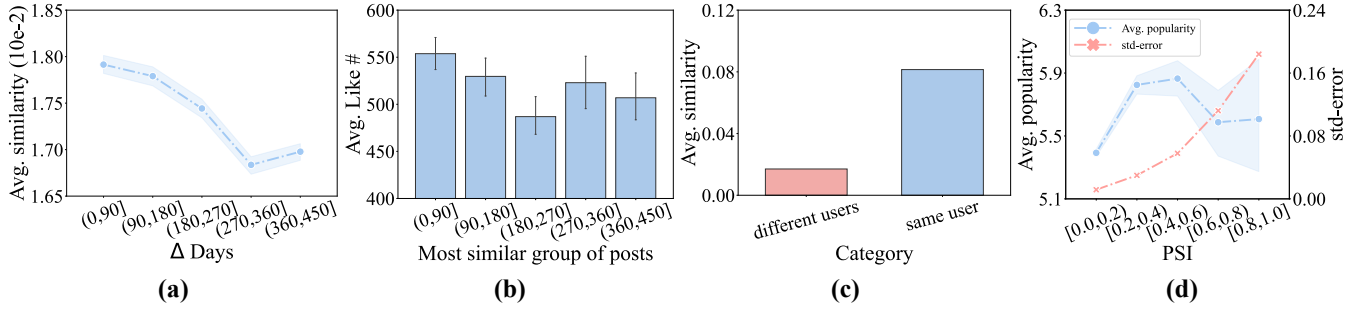 Avg. similarity (10e-2)
1.85
1.80
1.75
1.70
1.65
(0,90]
(90,180]
(180,270]
(270,360]
(360,450]
Δ Days
(a)
Avg. Like #
600
550
500
450
400
(0,90]
(90,180]
(180,270]
(270,360]
(360,450]
Most similar group of posts
(b)
Avg. similarity
0.12
0.08
0.04
0.00
different users
same user
Category
(c)
Avg. popularity
6.3
5.9
5.5
5.1
Avg. popularity
std-error
[0.0,0.2]
[0.2,0.4)
[0.4,0.6)
[0.6,0.8)
[0.8,1.0]
PSI
0.24
0.16
0.08
0.00
std-error
(d)